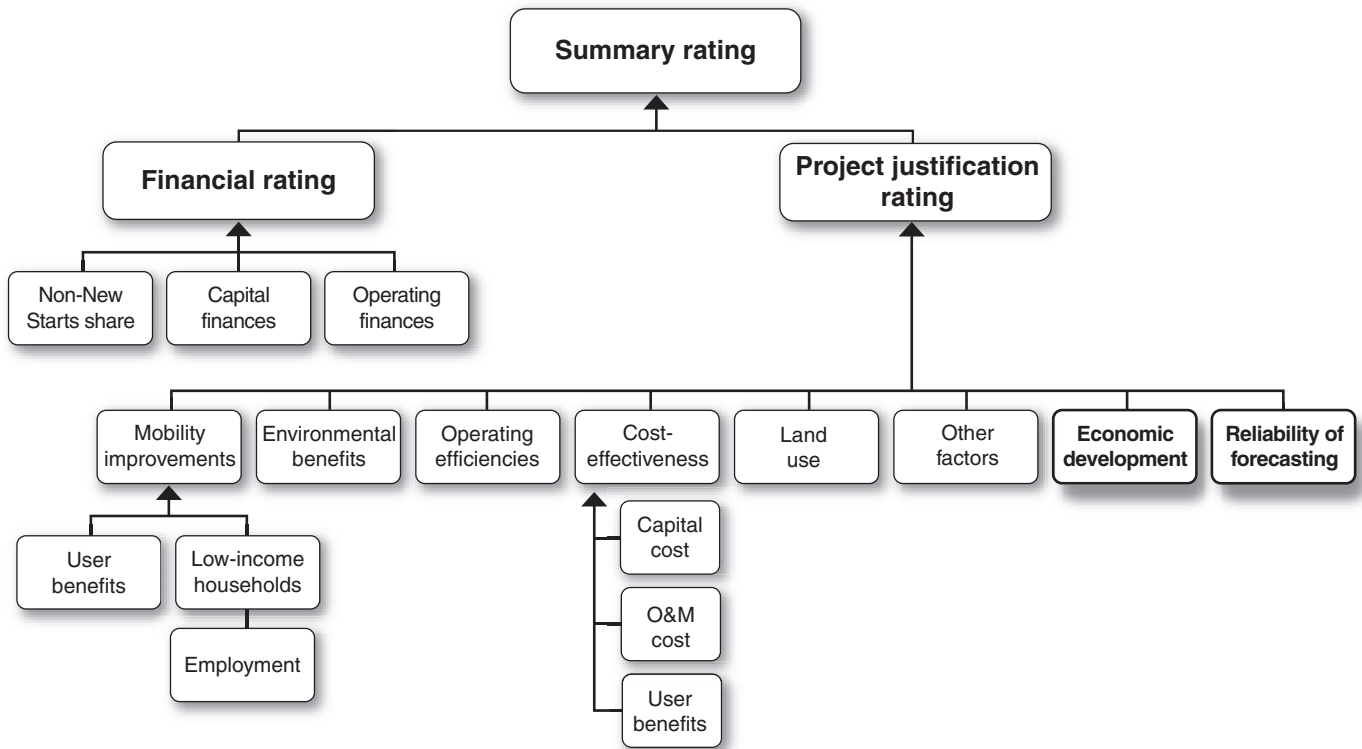 Summary rating
Financial rating
Project justification
rating
Non-New
Starts share
Capital
finances
Operating
finances
Mobility
improvements
Environmental
benefits
Operating
efficiencies
Cost-
effectiveness
Land
use
Other
factors
Economic
development
Reliability of
forecasting
User
benefits
Low-income
households
Employment
Capital
cost
O&M
cost
User
benefits